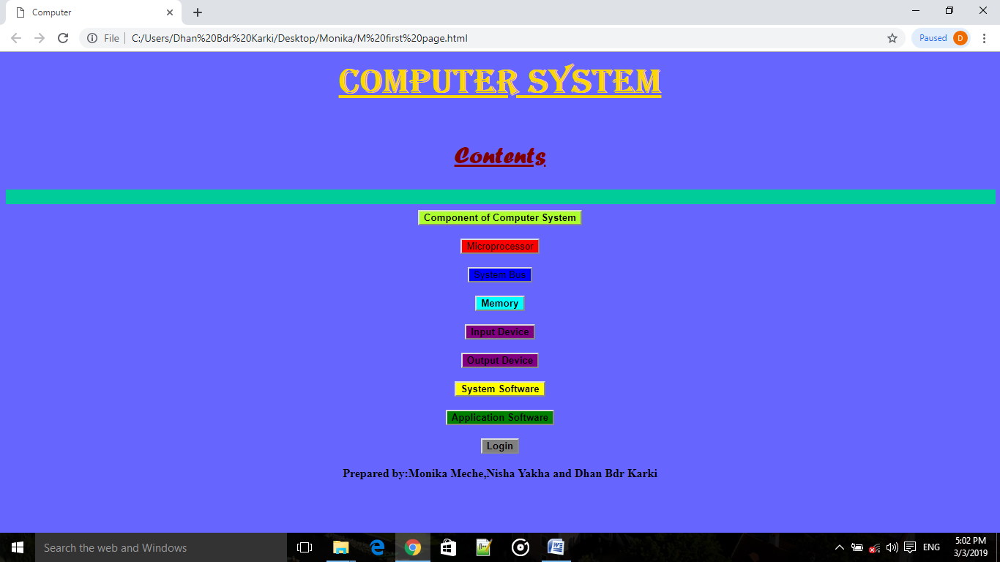 Computer
File
C:/Users/Dhan%20Bdr%20Karki/Desktop/Monika/M%20first%20page.html
Paused
D
COMPUTER SYSTEM
Contents
Component of Computer System
Microprocessor
System Bus
Memory
Input Device
Output Device
System Software
Application Software
Login
Prepared by:Monika Meche,Nisha Yakha and Dhan Bdr Karki
Search the web and Windows
ENG
5:02 PM
3/3/2019